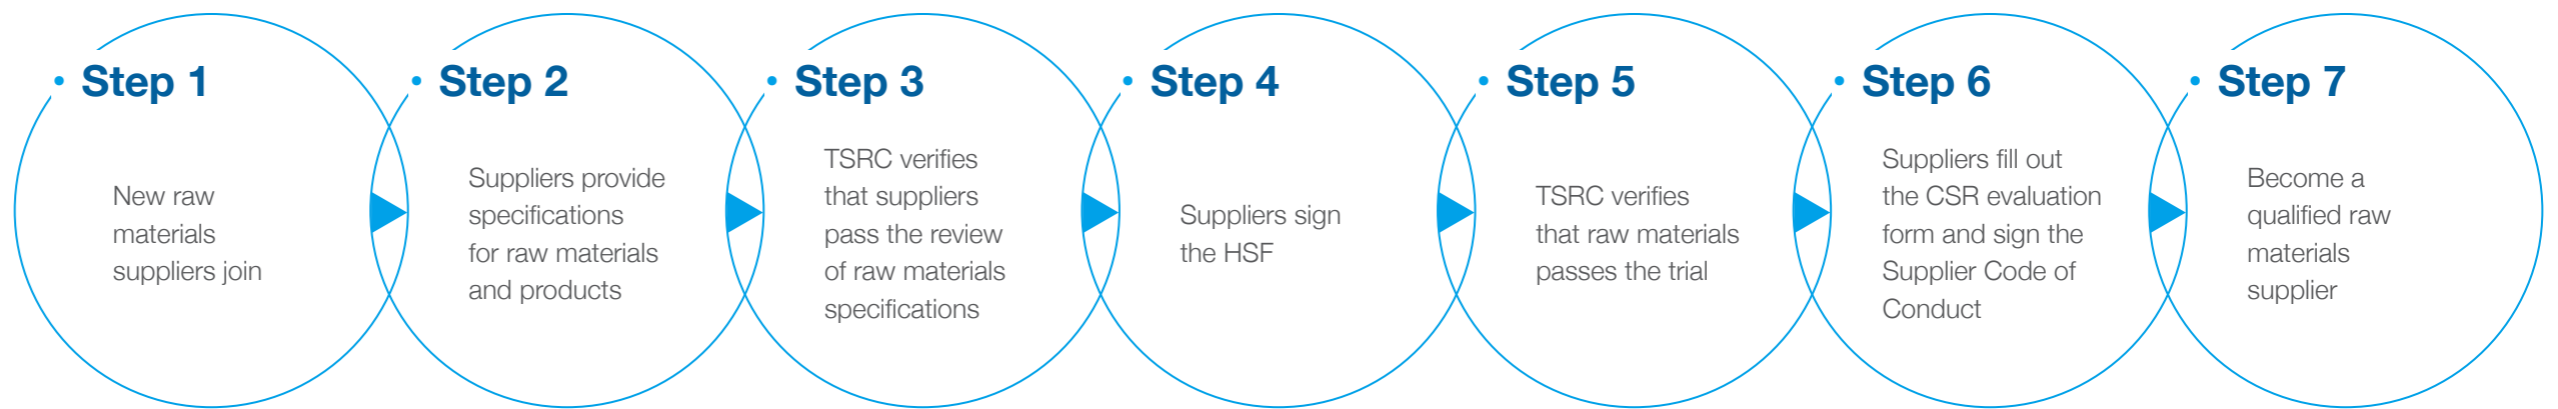 • Step 1
New raw
materials
suppliers join
• Step 2
Suppliers provide
specifications
for raw materials
and products
• Step 3
TSRC verifies
that suppliers
pass the review
of raw materials
specifications
• Step 4
Suppliers sign
the HSF
• Step 5
TSRC verifies
that raw materials
passes the trial
• Step 6
Suppliers fill out
the CSR evaluation
form and sign the
Supplier Code of
Conduct
• Step 7
Become a
qualified raw
materials
supplier